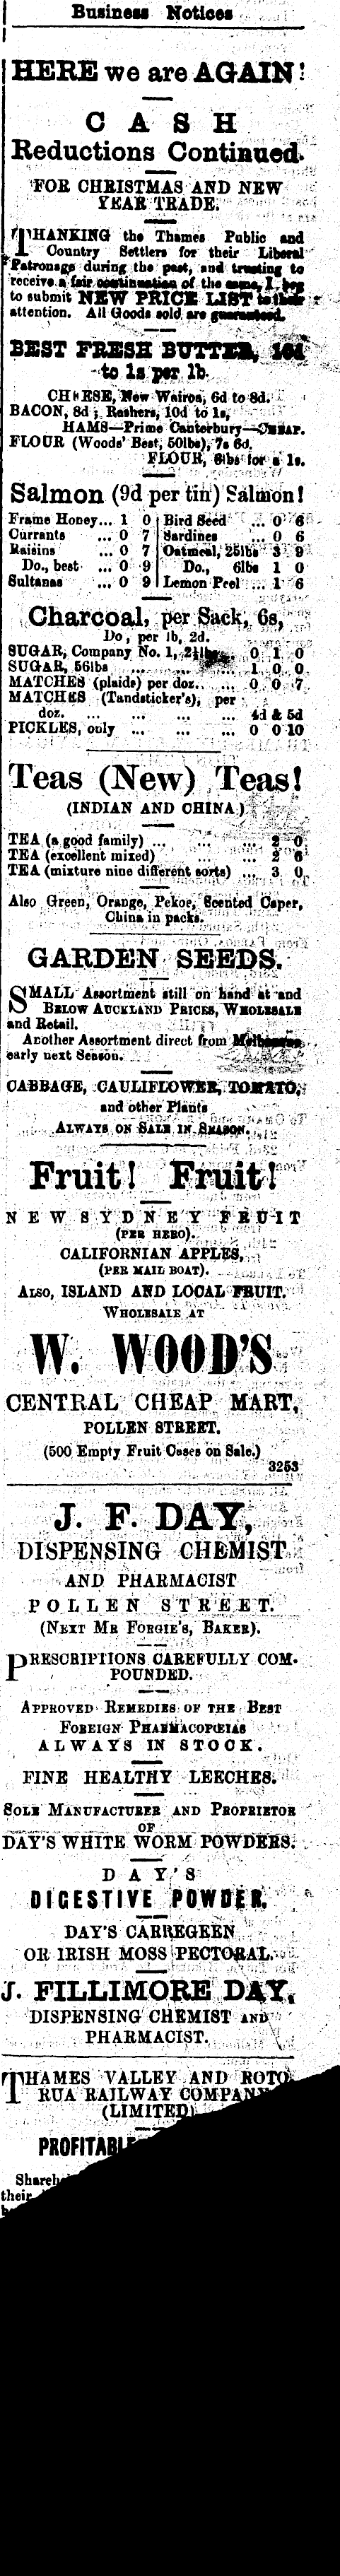 Business Notices
HERE we are AGAIN!
CASH
Reductions Continued.
FOR CHRISTMAS AND NEW
YEAR TRADE.
THANKING the Thames Public and
Country Settlers for their Liberal
Patronage during the past, and trusting to
receive a fair continuation of the same, I beg
to submit NEW PRICE LIST to their
attention. All Goods sold are guaranteed.
BEST FRESH BUTTER, 10d
to 1s per lb.
CHEESE, New Wairoa, 6d to 8d.
BACON, 8d; Rashers, 10d to 1s,
HAMS—Prime Canterbury—CHEAP.
FLOUR (Woods' Best, 50lbs), 7s 6d.
FLOUR, 6lbs for a 1s.
Salmon (9d per tin) Salmon!
Frame Honey... 1 0 Bird Seed ... 0 6
Currants ... 0 7 Sardines ... 0 6
Raisins ... 0 7 Oatmeal, 25lbs 3 9
Do., best ... 0 9 Do., 6lbs 1 0
Sultanas ... 0 9 Lemon Peel ... 1 6
Charcoal, per Sack, 6s,
Do, per lb, 2d.
SUGAR, Company No. 1, 0 1 0
SUGAR, 56lbs ... ... ... 1 0 0
MATCHES (plaids) per doz. ... 0 0 7
MATCHES (Tandsticker's), per
doz. ... ... ... ... 4d & 5d
PICKLES, only ... ... ... 0 0 10
Teas (New) Teas!
(INDIAN AND CHINA)
TEA (a good family) ... ... ... 2 0
TEA (excellent mixed) ... ... 2 6
TEA (mixture nine different sorts) ... 3 0
Also Green, Orange, Pekoe, Scented Caper,
China in packs.
GARDEN SEEDS.
SMALL Assortment still on hand at and
BELOW AUCKLAND PRICES, WHOLESALE
and Retail.
Another Assortment direct from Melbourne
early next Season.
CABBAGE, CAULIFLOWER, TOMATO,
and other Plants
ALWAYS ON SALE IN SEASON.
Fruit! Fruit!
NEW SYDNEY FRUIT
(PER HERO).
CALIFORNIAN APPLES,
(PER MAIL BOAT).
ALSO, ISLAND AND LOCAL FRUIT.
WHOLESALE AT
W. WOOD'S
CENTRAL CHEAP MART,
POLLEN STREET.
(500 Empty Fruit Cases on Sale.)
3253
J. F. DAY,
DISPENSING CHEMIST
AND PHARMACIST
POLLEN STREET.
(NEXT MR FORGIE'S, BAKER).
PRESCRIPTIONS CAREFULLY COM-
POUNDED.
APPROVED REMEDIES OF THE BEST
FOREIGN PHARMACOPŒIAS
ALWAYS IN STOCK.
FINE HEALTHY LEECHES.
SOLE MANUFACTURER AND PROPRIETOR
OF
DAY'S WHITE WORM POWDERS.
DAY'S
DIGESTIVE POWDER.
DAY'S CARREGEEN
OR IRISH MOSS PECTORAL.
J. FILLIMORE DAY,
DISPENSING CHEMIST AND
PHARMACIST.
THAMES VALLEY AND ROTO
RUA RAILWAY COMPANY
(LIMITED)
PROFITABLE
their